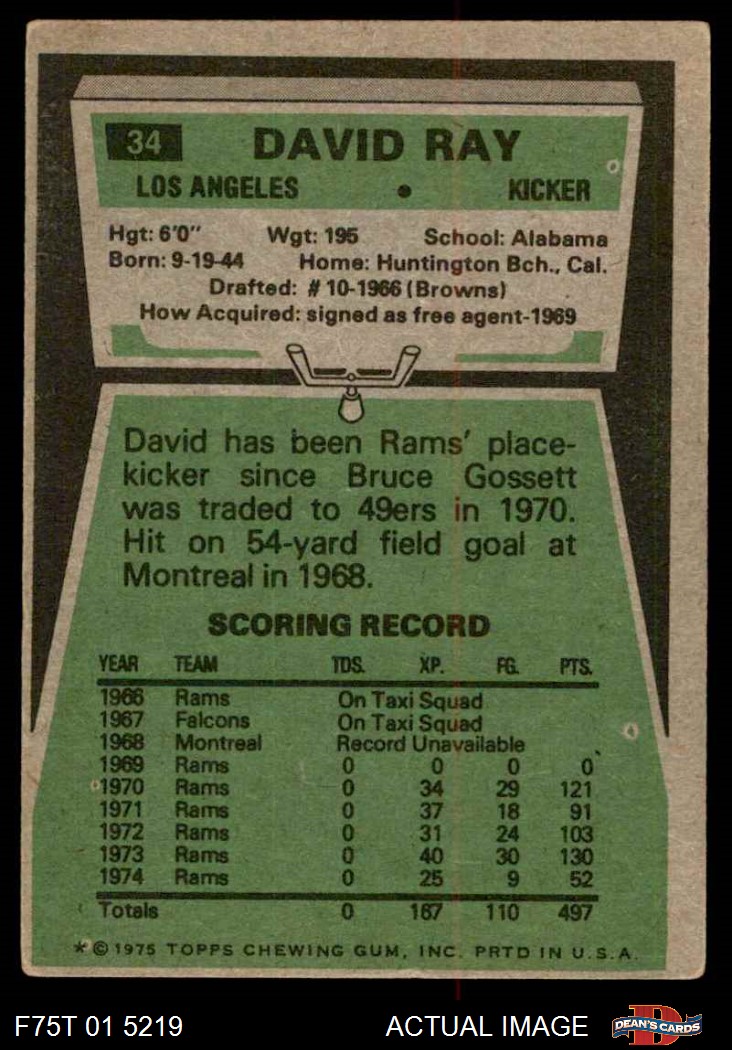 34 DAVID RAY
LOS ANGELES • KICKER
Hgt: 6'0" Wgt: 195 School: Alabama
Born: 9-19-44 Home: Huntington Bch., Cal.
Drafted: #10-1966 (Browns)
How Acquired: signed as free agent-1969
David has been Rams' place-
kicker since Bruce Gossett
was traded to 49ers in 1970.
Hit on 54-yard field goal at
Montreal in 1968.
SCORING RECORD
YEAR TEAM TDS. XP. FG. PTS.
1966 Rams On Taxi Squad
1967 Falcons On Taxi Squad
1968 Montreal Record Unavailable
1969 Rams 0 0 0 0
1970 Rams 0 34 29 121
1971 Rams 0 37 18 91
1972 Rams 0 31 24 103
1973 Rams 0 40 30 130
1974 Rams 0 25 9 52
Totals 0 167 110 497
*© 1975 TOPPS CHEWING GUM, INC. PRTD IN U.S.A.
F75T 01 5219 ACTUAL IMAGE D DEAN'S CARDS